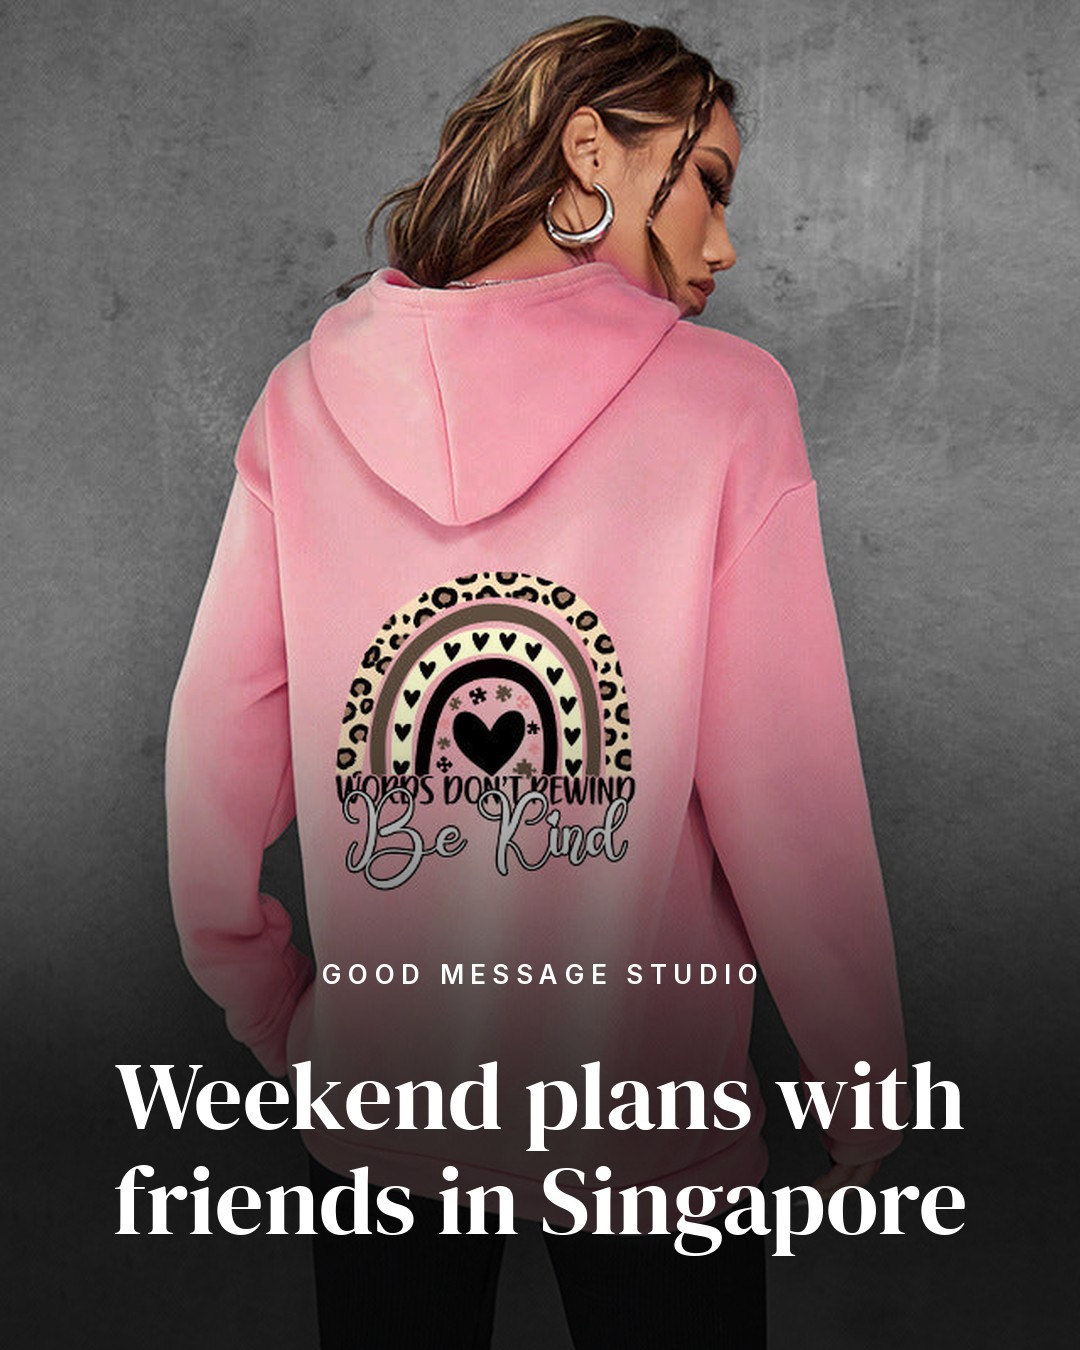 WORDS DON'T REWIND
Be Kind
GOOD MESSAGE STUDIO
Weekend plans with
friends in Singapore